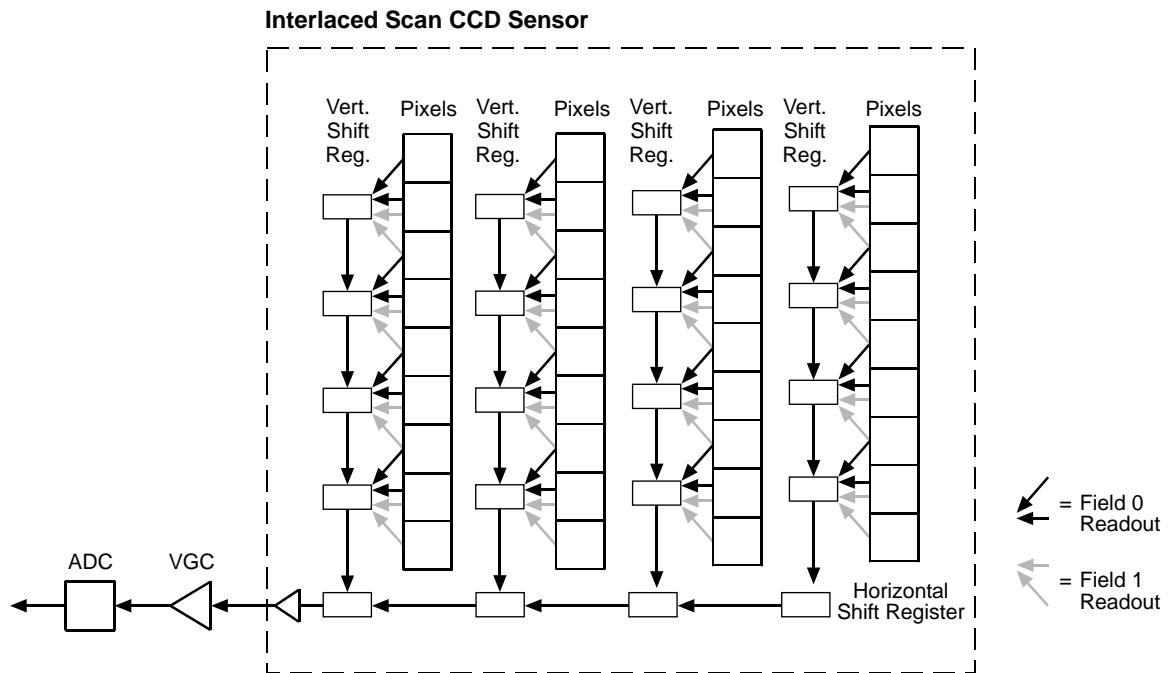 Interlaced Scan CCD Sensor
Vert.
Shift
Reg.
Pixels
Vert.
Shift
Reg.
Pixels
Vert.
Shift
Reg.
Pixels
Vert.
Shift
Reg.
Pixels
= Field 0
Readout
= Field 1
Readout
ADC
VGC
Horizontal
Shift Register